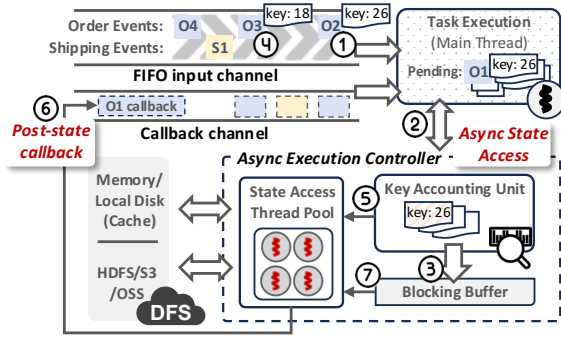 key: 18
key: 26
Order Events: O4 O3 O2
Shipping Events: S1 ④ ①
FIFO input channel
Task Execution
(Main Thread)
key: 26
Pending: O1
⑥ O1 callback
Callback channel
Post-state
callback
②
Async State
Access
Async Execution Controller
Memory/
Local Disk
(Cache)
HDFS/S3
/OSS
DFS
State Access
Thread Pool
⑤
Key Accounting
Unit
key: 26
③
⑦
Blocking Buffer